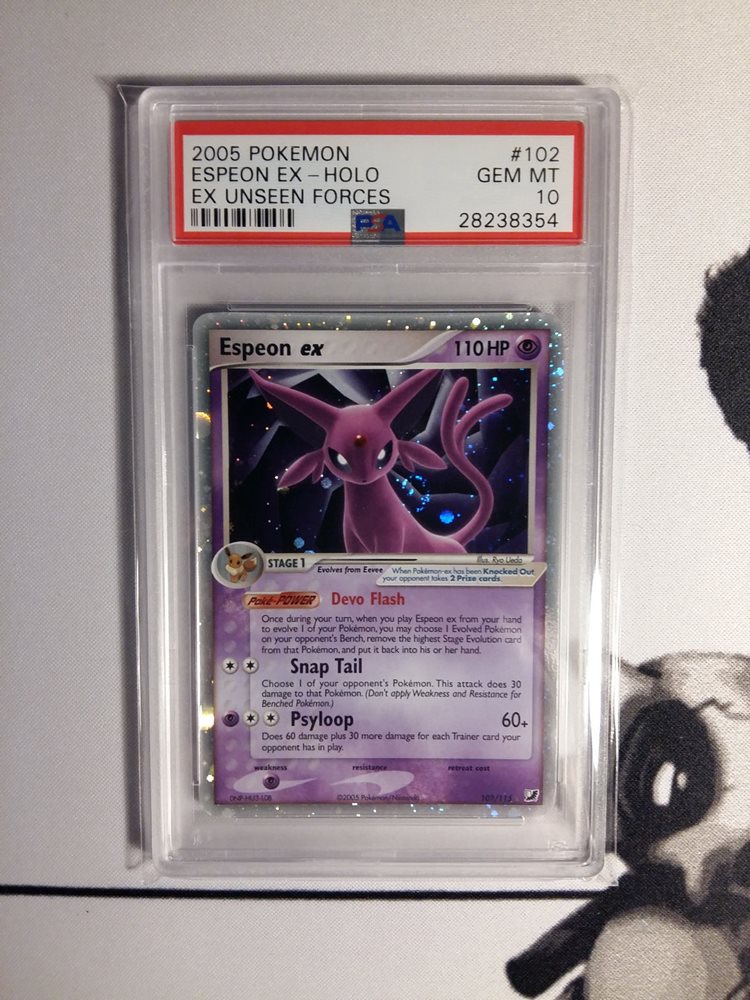 2005 POKEMON #102
ESPEON EX – HOLO GEM MT
EX UNSEEN FORCES 10
PSA 28238354
Espeon ex 110 HP
Illus. Ryo Ueda
STAGE 1 Evolves from Eevee When Pokémon-ex has been Knocked Out,
your opponent takes 2 Prize cards.
Poké-POWER Devo Flash
Once during your turn, when you play Espeon ex from your hand
to evolve 1 of your Pokémon, you may choose 1 Evolved Pokémon
on your opponent's Bench, remove the highest Stage Evolution card
from that Pokémon, and put it back into his or her hand.
Snap Tail
Choose 1 of your opponent's Pokémon. This attack does 30
damage to that Pokémon. (Don't apply Weakness and Resistance for
Benched Pokémon.)
Psyloop 60+
Does 60 damage plus 30 more damage for each Trainer card your
opponent has in play.
weakness resistance retreat cost
©2005 Pokémon/Nintendo 102/115